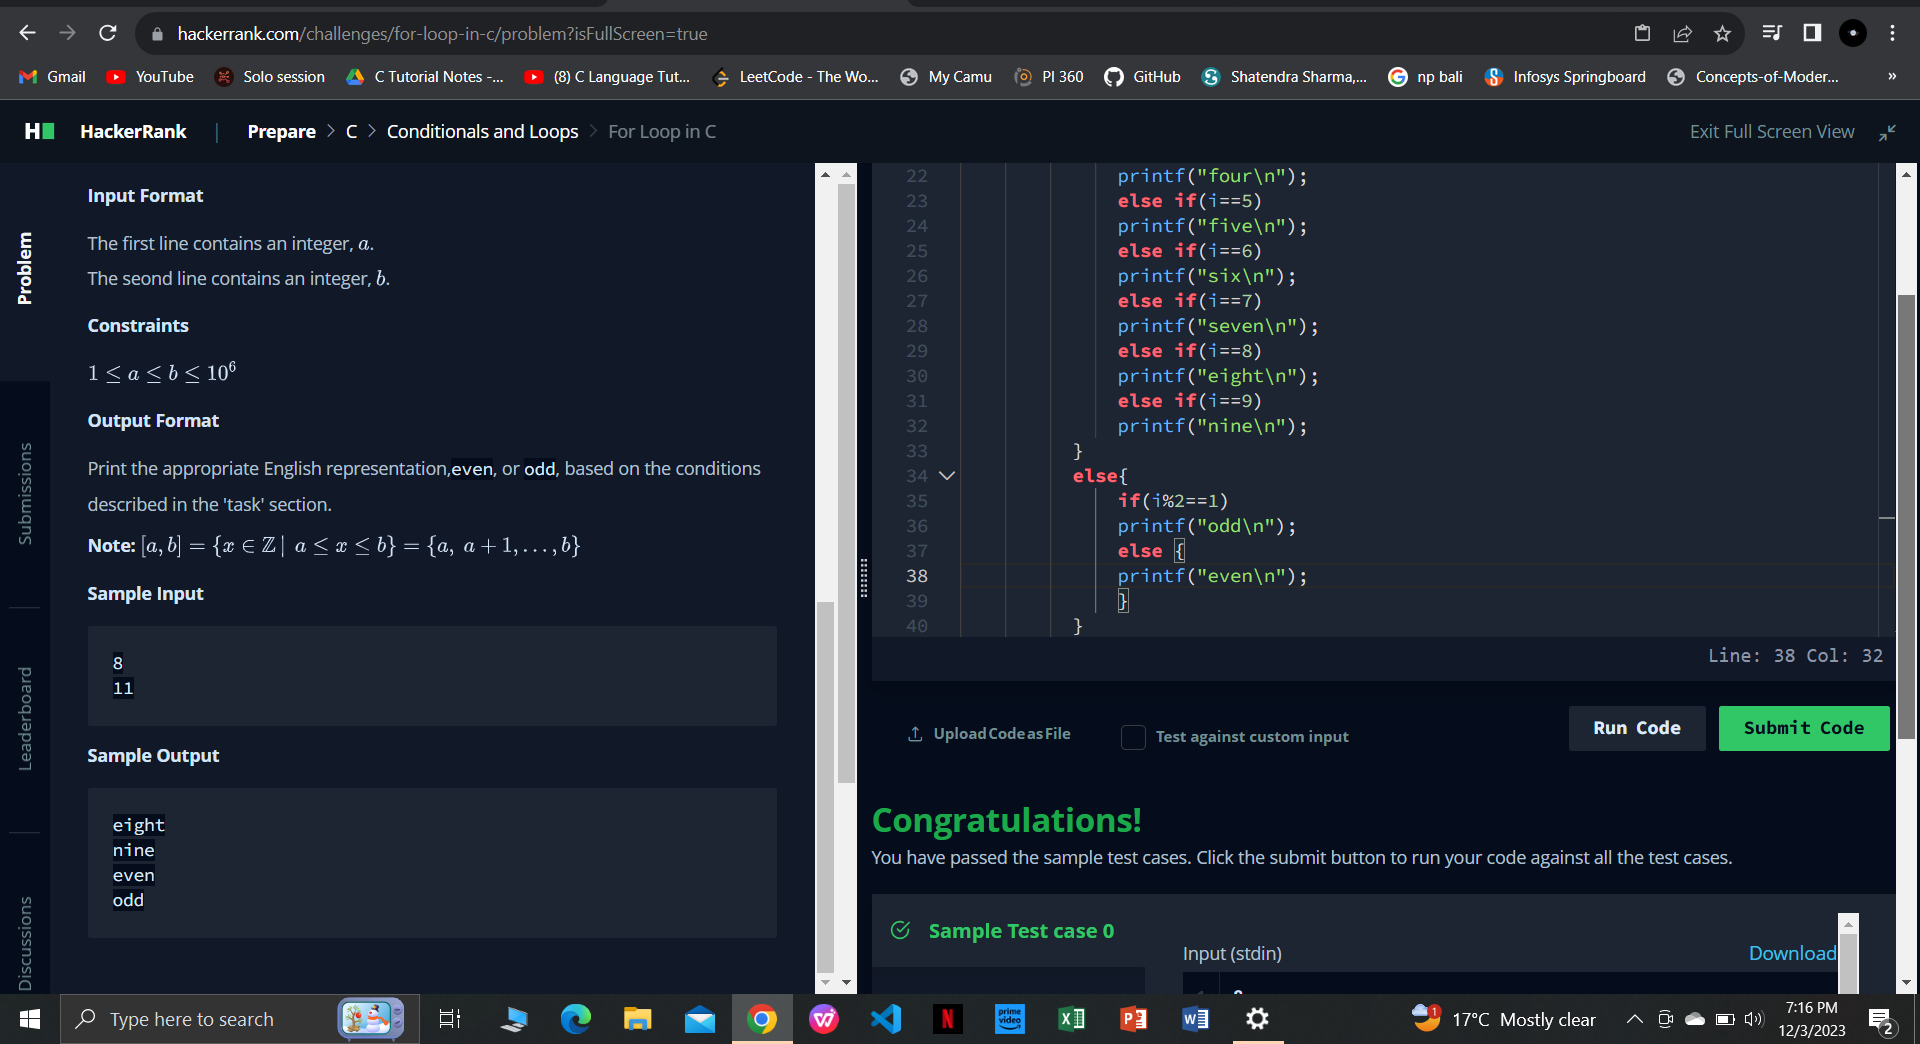 hackerrank.com/challenges/for-loop-in-c/problem?isFullScreen=true
Gmail YouTube Solo session C Tutorial Notes -... (8) C Language Tut... LeetCode - The Wo... My Camu PI 360 GitHub Shatendra Sharma,... np bali Infosys Springboard Concepts-of-Moder... »
H HackerRank | Prepare > C > Conditionals and Loops > For Loop in C Exit Full Screen View
Problem
Submissions
Leaderboard
Discussions
Input Format
The first line contains an integer, a.
The seond line contains an integer, b.
Constraints
1 ≤ a ≤ b ≤ 10⁶
Output Format
Print the appropriate English representation,even, or odd, based on the conditions
described in the 'task' section.
Note: [a, b] = {x ∈ ℤ | a ≤ x ≤ b} = {a, a + 1, . . . , b}
Sample Input
8
11
Sample Output
eight
nine
even
odd
22 printf("four\n");
23 else if(i==5)
24 printf("five\n");
25 else if(i==6)
26 printf("six\n");
27 else if(i==7)
28 printf("seven\n");
29 else if(i==8)
30 printf("eight\n");
31 else if(i==9)
32 printf("nine\n");
33 }
34 else{
35 if(i%2==1)
36 printf("odd\n");
37 else {
38 printf("even\n");
39 }
40 }
Line: 38 Col: 32
Upload Code as File Test against custom input Run Code Submit Code
Congratulations!
You have passed the sample test cases. Click the submit button to run your code against all the test cases.
Sample Test case 0
Input (stdin) Download
Type here to search
prime video
17°C Mostly clear
1
7:16 PM
12/3/2023
2